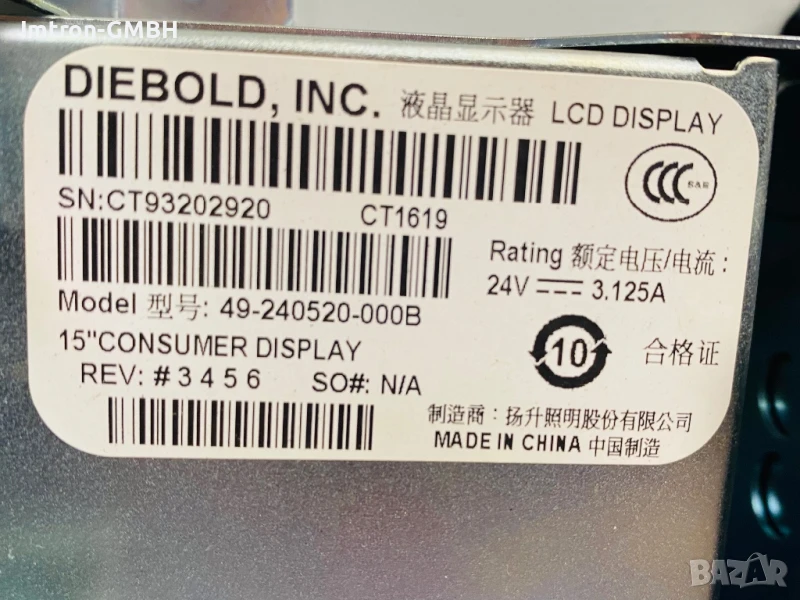 Imtron-GMBH
DIEBOLD, INC. 液晶显示器 LCD DISPLAY
SN:CT93202920 CT1619
Rating 额定电压/电流：
24V 3.125A
Model 型号: 49-240520-000B
15"CONSUMER DISPLAY
10 合格证
REV: #3456 SO#: N/A
制造商：扬升照明股份有限公司
MADE IN CHINA 中国制造
BAZAR